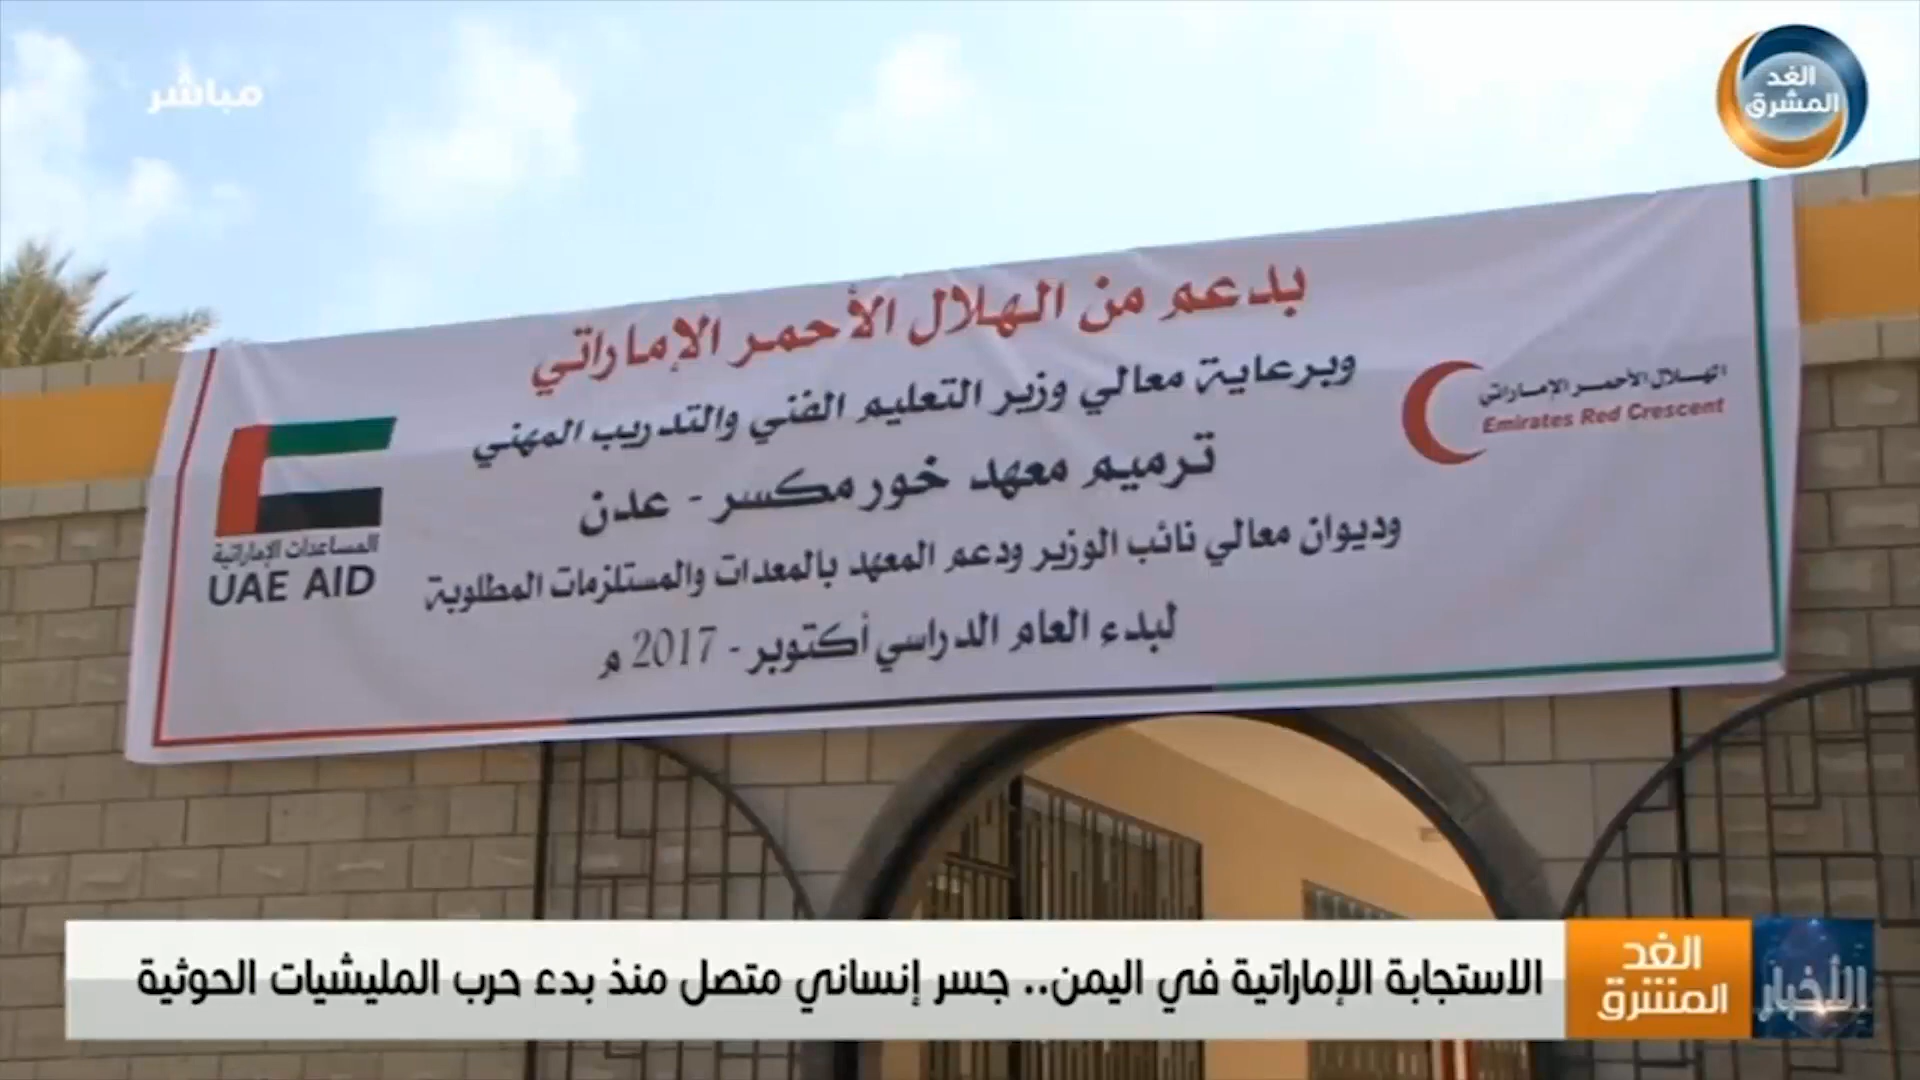 مباشر
الغد
المشرق
بدعم من الهلال الأحمر الإماراتي
وبرعاية معالي وزير التعليم الفني والتدريب المهني
ترميم معهد خور مكسر - عدن
وديوان معالي نائب الوزير ودعم المعهد بالمعدات والمستلزمات المطلوبة
لبدء العام الدراسي أكتوبر - 2017 م
الهلال الأحمر الإماراتي
Emirates Red Crescent
المساعدات الإماراتية
UAE AID
الأخبار
الغد
المشرق
الاستجابة الإماراتية في اليمن.. جسر إنساني متصل منذ بدء حرب المليشيات الحوثية